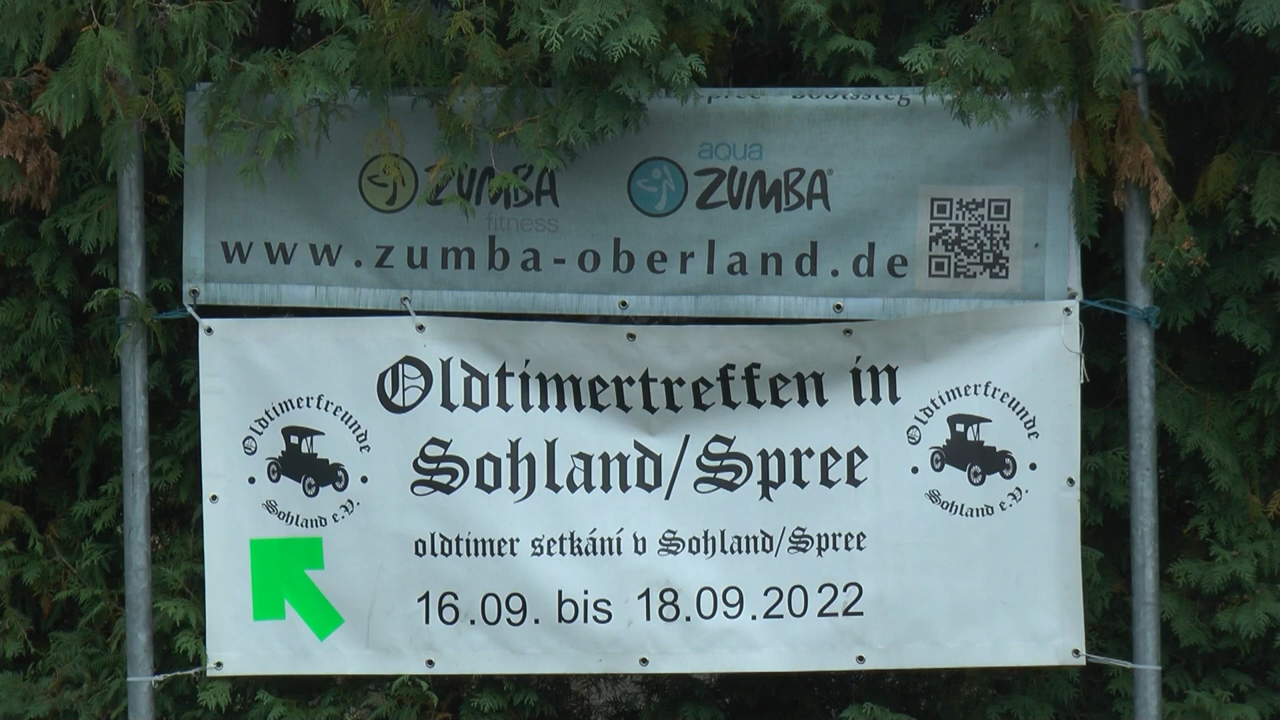 Bootssteg
ZUMBA
fitness
aqua
ZUMBA®
www.zumba-oberland.de
Oldtimertreffen in
Sohland/Spree
oldtimer setkání v Sohland/Spree
16.09. bis 18.09.2022
Oldtimerfreunde
Sohland e.V.
Oldtimerfreunde
Sohland e.V.